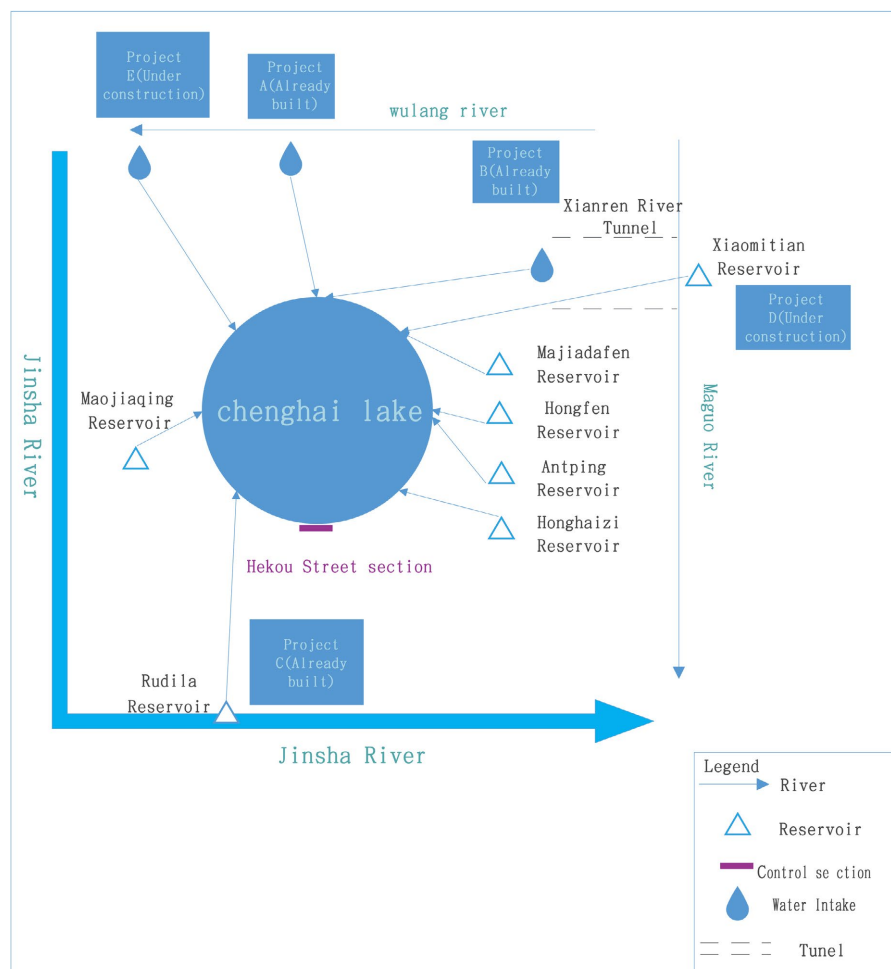 Project
E(Under
construction)
Project
A(Already
built)
wulang river
Project
B(Already
built)
Xianren River
Tunnel
Xiaomitian
Reservoir
Project
D(Under
construction)
Jinsha River
Maojiaqing
Reservoir
chenghai lake
Majiadafen
Reservoir
Hongfen
Reservoir
Antping
Reservoir
Honghaizi
Reservoir
Maguo River
Hekou Street section
Project
C(Already
built)
Rudila
Reservoir
Jinsha River
Legend
River
Reservoir
Control se ction
Water Intake
Tunel